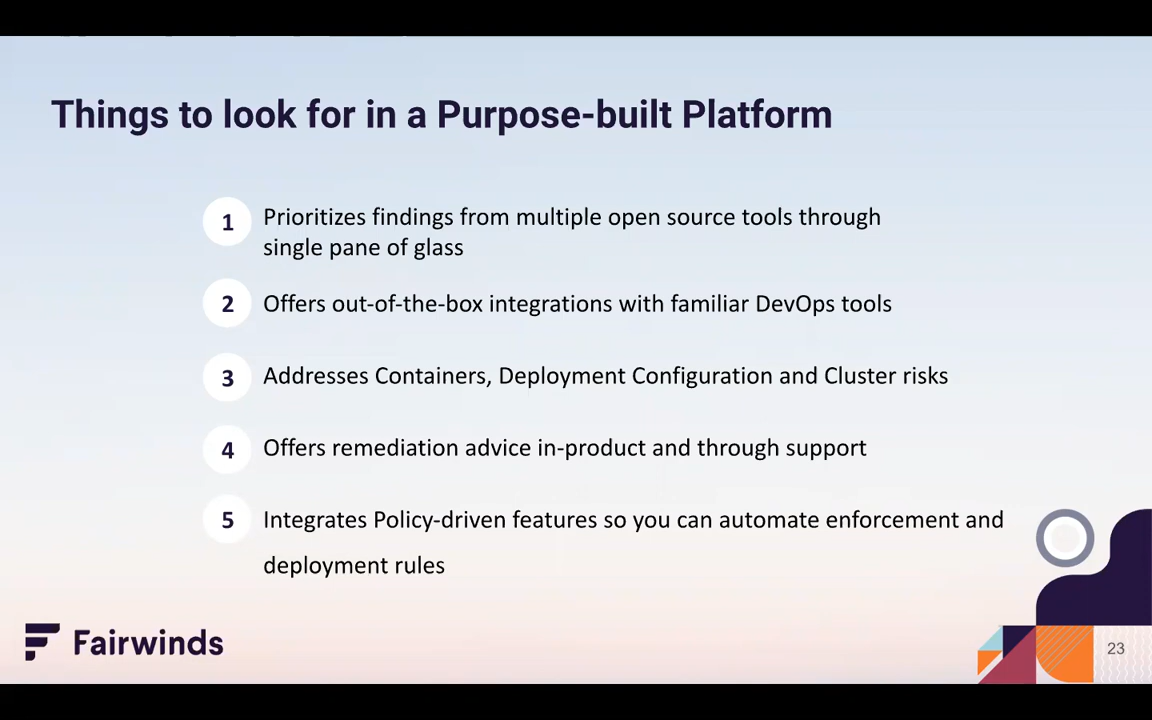 Things to look for in a Purpose-built Platform
1 Prioritizes findings from multiple open source tools through
single pane of glass
2 Offers out-of-the-box integrations with familiar DevOps tools
3 Addresses Containers, Deployment Configuration and Cluster risks
4 Offers remediation advice in-product and through support
5 Integrates Policy-driven features so you can automate enforcement and
deployment rules
Fairwinds
23